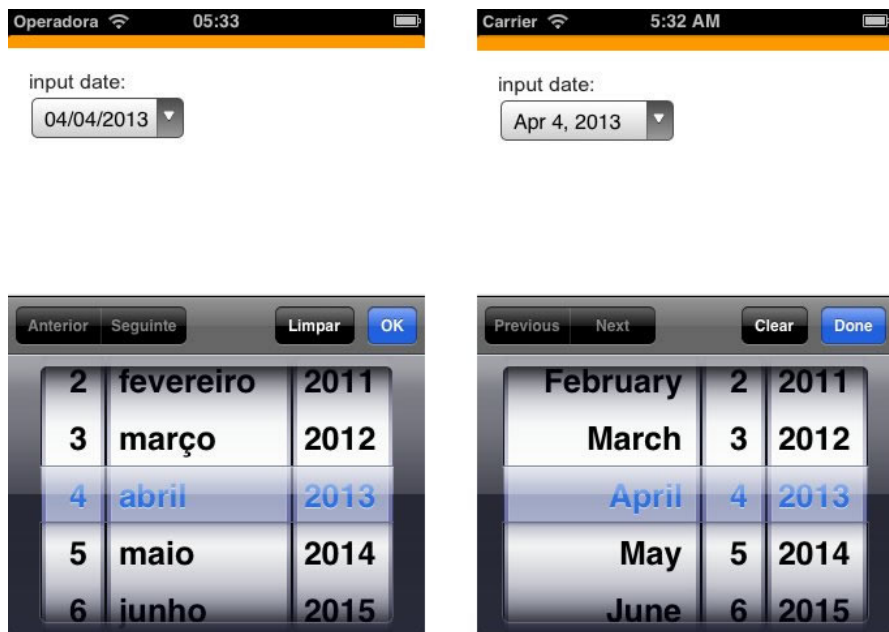 Operadora 05:33
input date:
04/04/2013
Anterior Seguinte Limpar OK
2 fevereiro 2011
3 março 2012
4 abril 2013
5 maio 2014
6 junho 2015
Carrier 5:32 AM
input date:
Apr 4, 2013
Previous Next Clear Done
February 2 2011
March 3 2012
April 4 2013
May 5 2014
June 6 2015